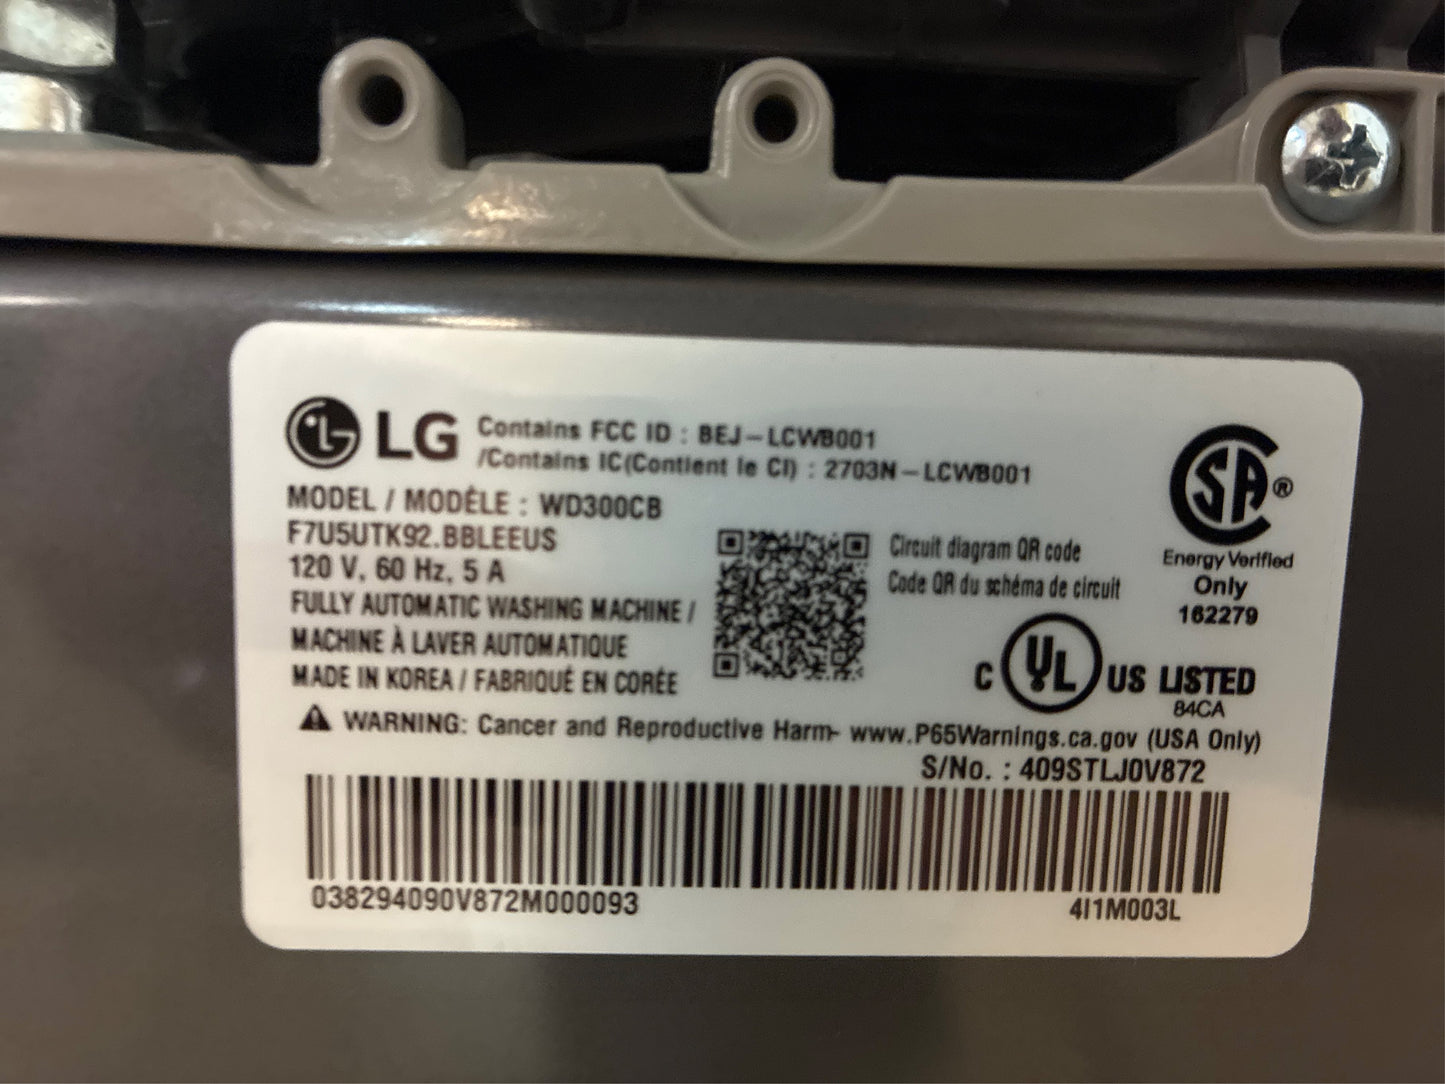 LG Contains FCC ID : BEJ-LCWB001
/Contains IC(Contient le CI) : 2703N-LCWB001
MODEL / MODÈLE : WD300CB
F7U5UTK92.BBLEEUS
120 V, 60 Hz, 5 A
FULLY AUTOMATIC WASHING MACHINE /
MACHINE À LAVER AUTOMATIQUE
MADE IN KOREA / FABRIQUÉ EN CORÉE
Circuit diagram QR code
Code QR du schéma de circuit
SA ®
Energy Verified
Only
162279
C UL US LISTED
84CA
WARNING: Cancer and Reproductive Harm- www.P65Warnings.ca.gov (USA Only)
S/No. : 409STLJ0V872
038294090V872M000093
4I1M003L